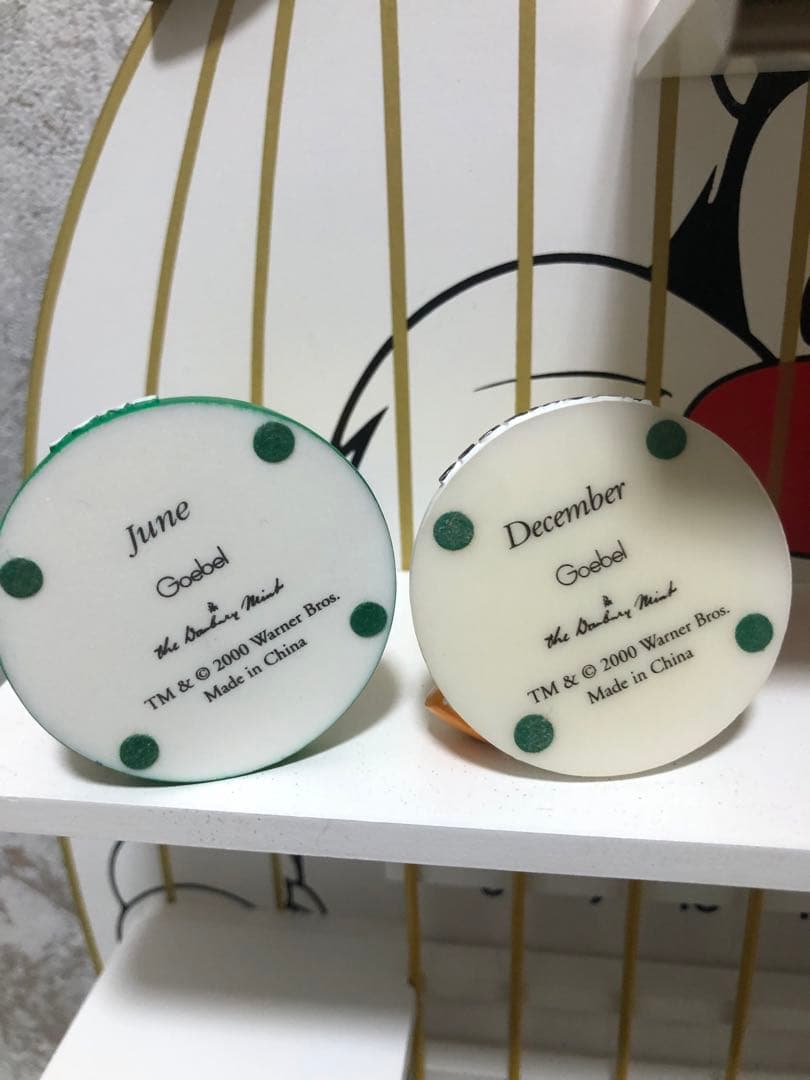 June
Goebel
&
the Danbury Mint
TM & © 2000 Warner Bros.
Made in China
December
Goebel
&
the Danbury Mint
TM & © 2000 Warner Bros.
Made in China